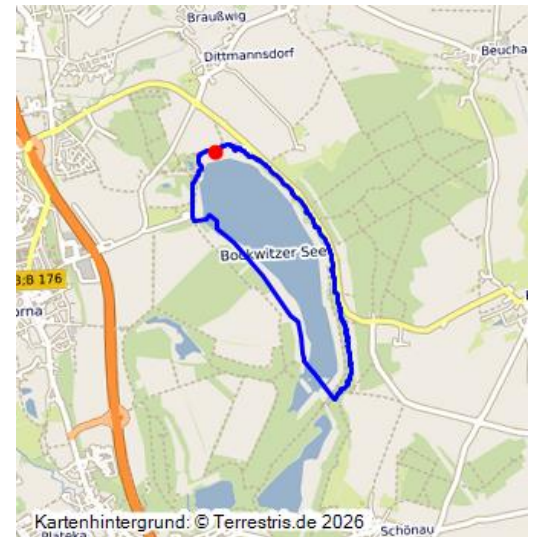 Braußwig
Dittmannsdorf
Beucha
Bockwitzer See
B;B 176
orna
Kartenhintergrund: © Terrestris.de 2026
Schönau